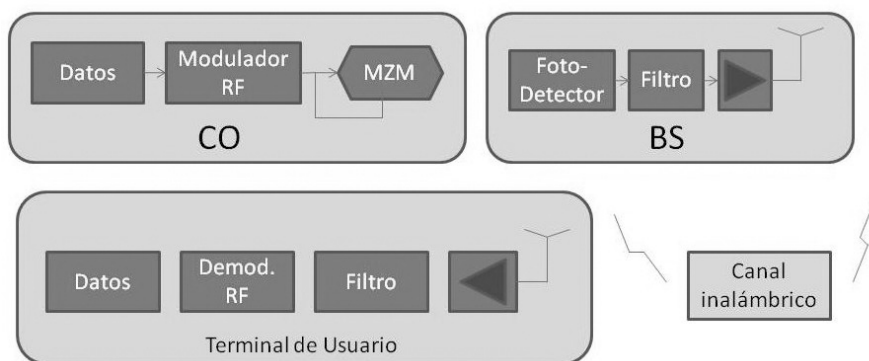 Datos
Modulador
RF
MZM
CO
Foto-
Detector
Filtro
BS
Datos
Demod.
RF
Filtro
Terminal de Usuario
Canal
inalámbrico